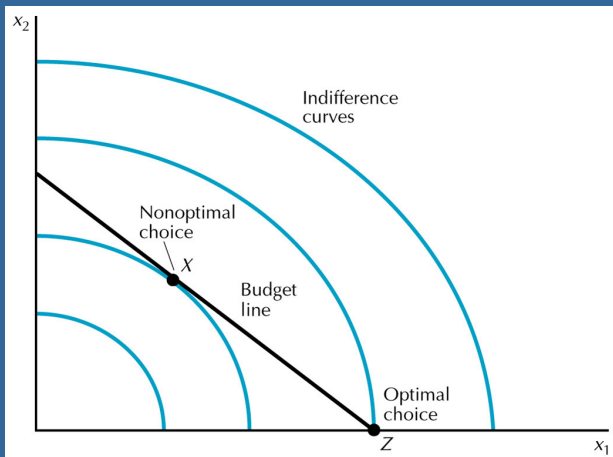 x2
Indifference
curves
Nonoptimal
choice
X
Budget
line
Optimal
choice
Z
x1